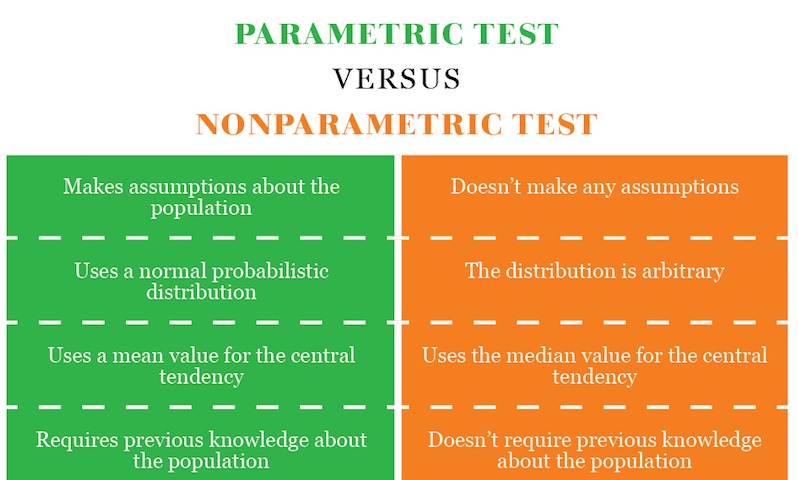 PARAMETRIC TEST
VERSUS
NONPARAMETRIC TEST
Makes assumptions about the
population
Doesn’t make any assumptions
Uses a normal probabilistic
distribution
The distribution is arbitrary
Uses a mean value for the central
tendency
Uses the median value for the central
tendency
Requires previous knowledge about
the population
Doesn’t require previous knowledge
about the population